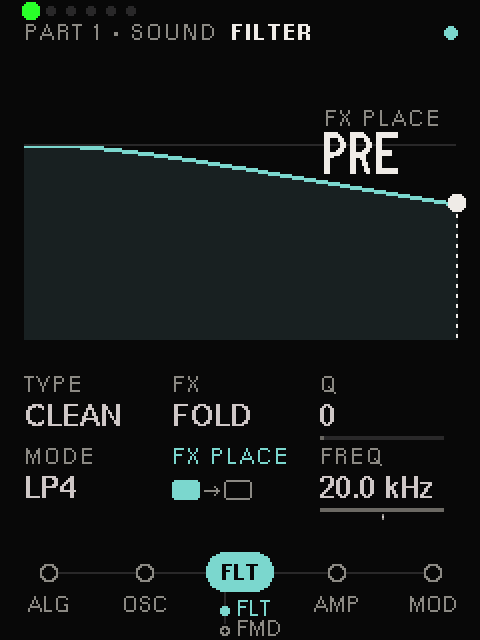 PART 1 · SOUND FILTER
FX PLACE
PRE
TYPE FX Q
CLEAN FOLD 0
MODE FX PLACE FREQ
LP4 → 20.0 kHz
FLT
ALG OSC FLT AMP MOD
FMD